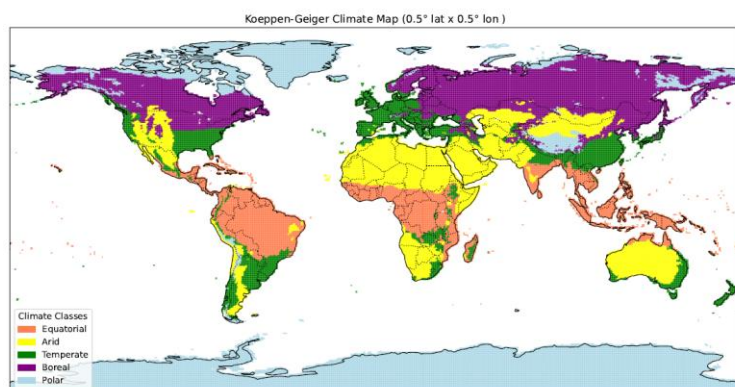 Koeppen-Geiger Climate Map (0.5° lat x 0.5° lon )
Climate Classes
Equatorial
Arid
Temperate
Boreal
Polar